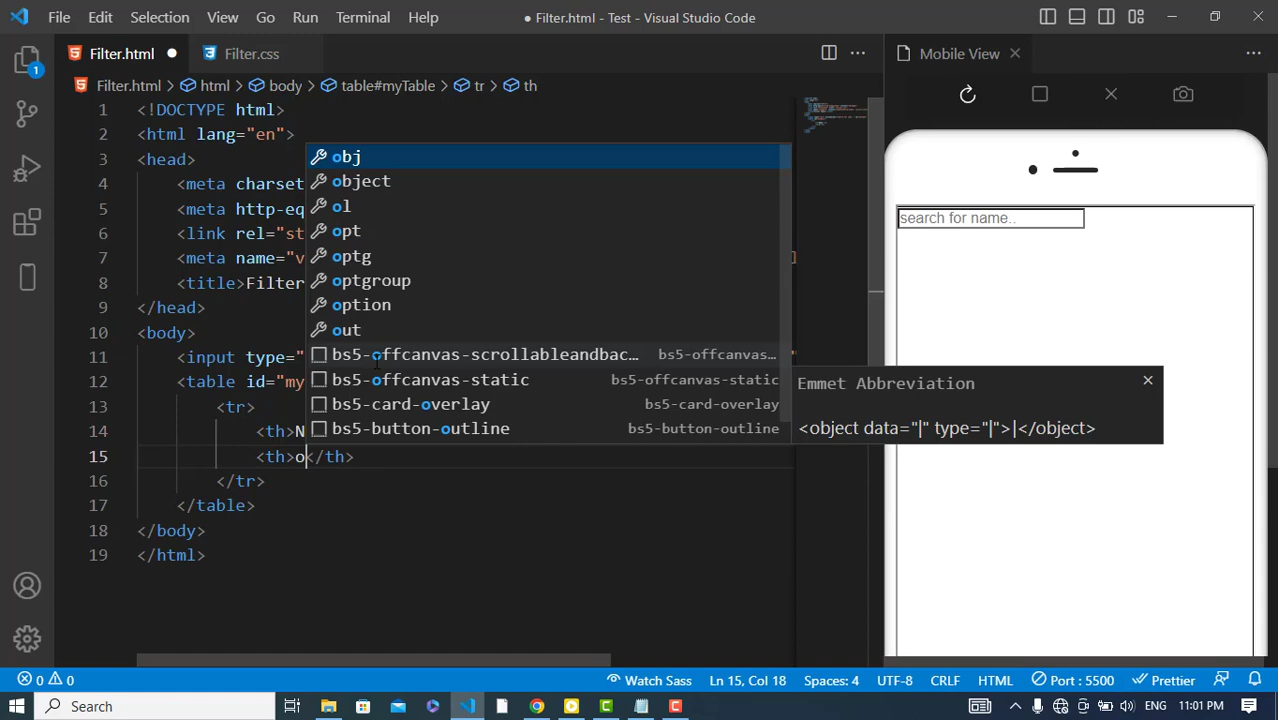 File Edit Selection View Go Run Terminal Help ● Filter.html - Test - Visual Studio Code
Filter.html ● Filter.css Mobile View
Filter.html > html > body > table#myTable > tr > th
1 <!DOCTYPE html>
2 <html lang="en">
3 <head>
4 <meta charset
5 <meta http-eq
6 <link rel="st
7 <meta name="v
8 <title>Filter
9 </head>
10 <body>
11 <input type="
12 <table id="my
13 <tr>
14 <th>N
15 <th>o</th>
16 </tr>
17 </table>
18 </body>
19 </html>
obj
object
ol
opt
optg
optgroup
option
out
bs5-offcanvas-scrollableandbac... bs5-offcanvas...
bs5-offcanvas-static bs5-offcanvas-static
bs5-card-overlay bs5-card-overlay
bs5-button-outline bs5-button-outline
Emmet Abbreviation
<object data="|" type="|">|</object>
search for name..
1
0 0 Watch Sass Ln 15, Col 18 Spaces: 4 UTF-8 CRLF HTML Port : 5500 Prettier
Search ENG 11:01 PM